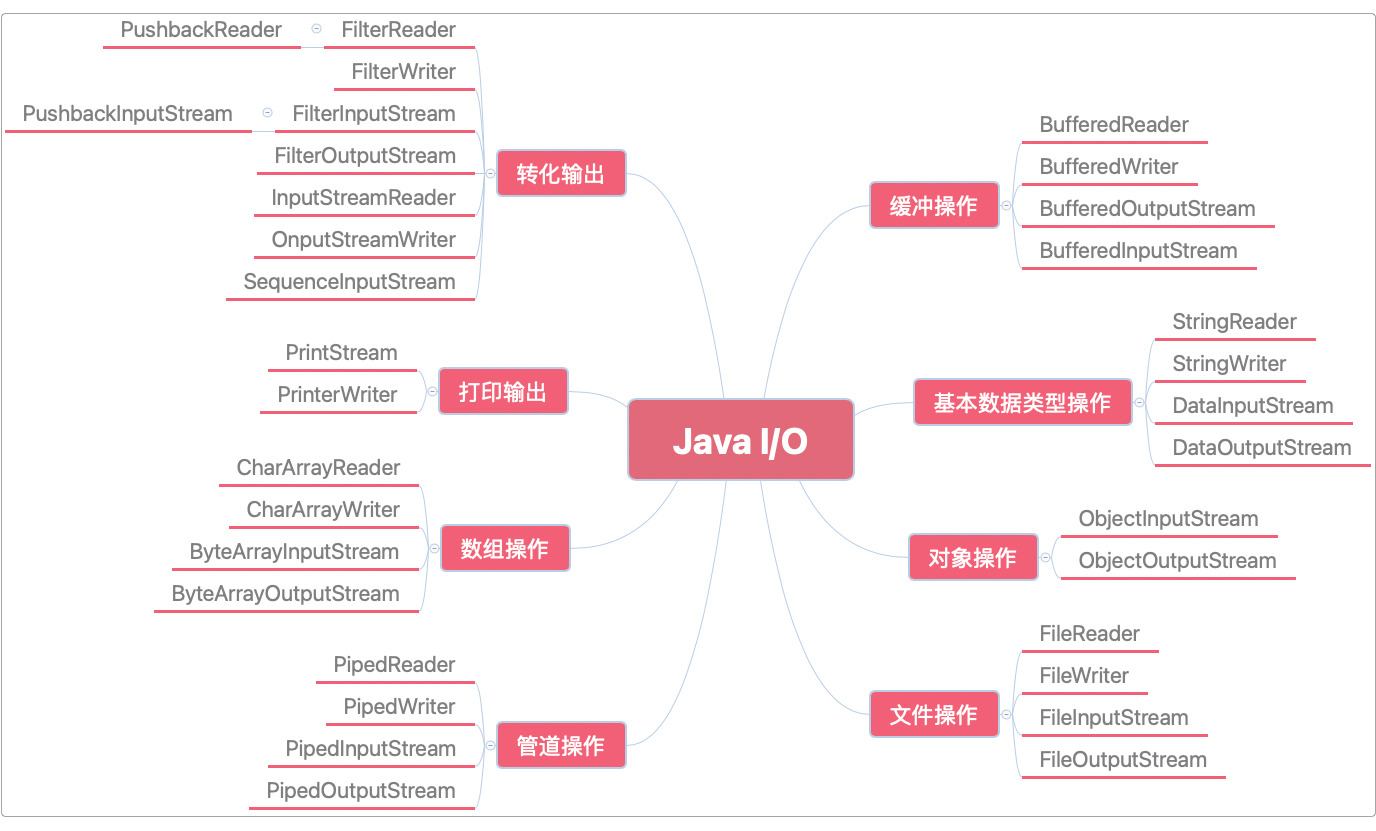 Java I/O
转化输出
PushbackReader
FilterReader
FilterWriter
PushbackInputStream
FilterInputStream
FilterOutputStream
InputStreamReader
OnputStreamWriter
SequenceInputStream
打印输出
PrintStream
PrinterWriter
数组操作
CharArrayReader
CharArrayWriter
ByteArrayInputStream
ByteArrayOutputStream
管道操作
PipedReader
PipedWriter
PipedInputStream
PipedOutputStream
缓冲操作
BufferedReader
BufferedWriter
BufferedOutputStream
BufferedInputStream
基本数据类型操作
StringReader
StringWriter
DataInputStream
DataOutputStream
对象操作
ObjectInputStream
ObjectOutputStream
文件操作
FileReader
FileWriter
FileInputStream
FileOutputStream